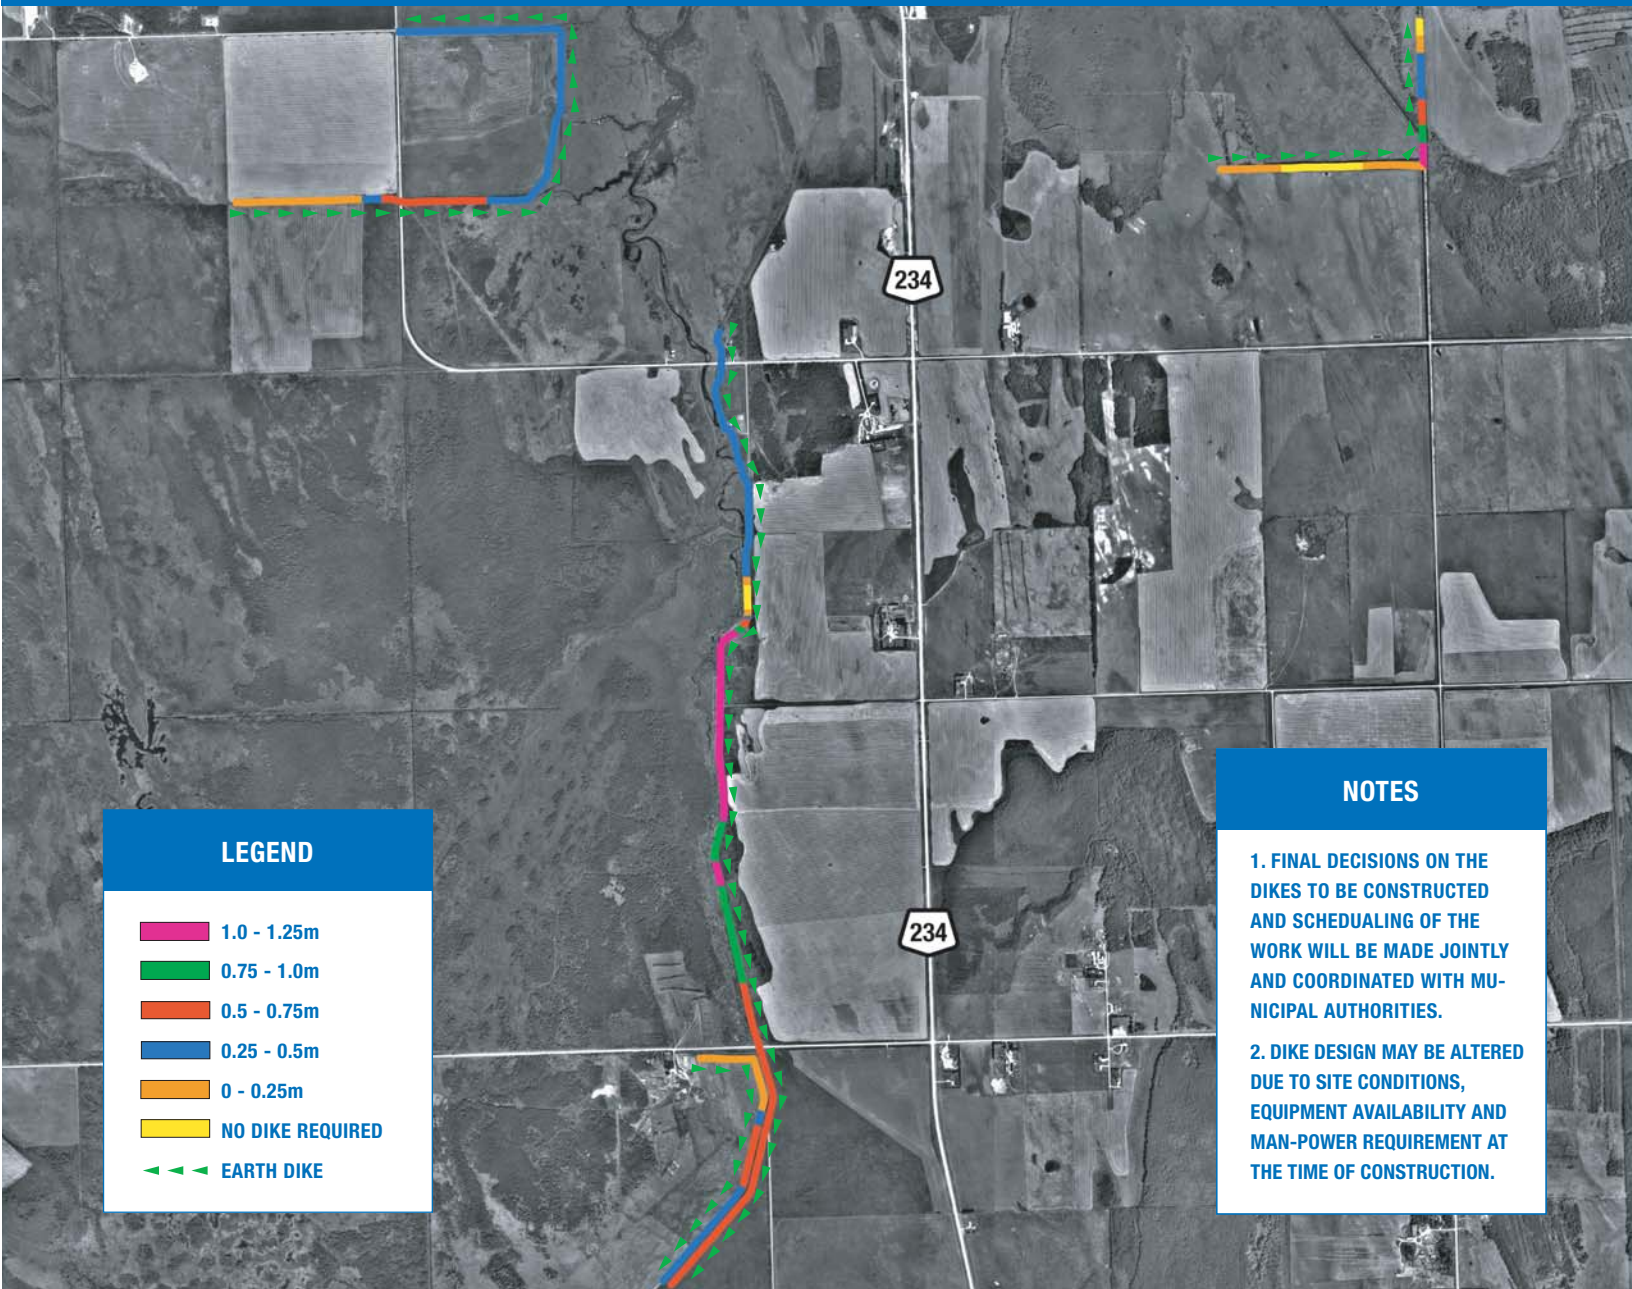 234
234
LEGEND
1.0 - 1.25m
0.75 - 1.0m
0.5 - 0.75m
0.25 - 0.5m
0 - 0.25m
NO DIKE REQUIRED
EARTH DIKE
NOTES
1. FINAL DECISIONS ON THE
DIKES TO BE CONSTRUCTED
AND SCHEDUALING OF THE
WORK WILL BE MADE JOINTLY
AND COORDINATED WITH MU-
NICIPAL AUTHORITIES.
2. DIKE DESIGN MAY BE ALTERED
DUE TO SITE CONDITIONS,
EQUIPMENT AVAILABILITY AND
MAN-POWER REQUIREMENT AT
THE TIME OF CONSTRUCTION.